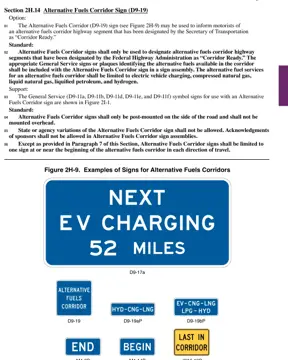 Section 2H.14 Alternative Fuels Corridor Sign (D9-19)
Option:
01 The Alternative Fuels Corridor (D9-19) sign (see Figure 2H-9) may be used to inform motorists of
an alternative fuels highway segment that has been designated by the Secretary of Transportation
as “Corridor Ready.”
Standard:
02 Alternative Fuels Corridor signs shall only be used to designate alternative fuels corridor highway
segments that have been designated by the Federal Highway Administration as “Corridor Ready.” The
appropriate General Service signs or plaques identifying the alternative fuels available in the corridor
shall be included with the Alternative Fuels Corridor sign in a sign assembly. The alternative fuel services
for an alternative fuels corridor shall be limited to electric vehicle charging, compressed natural gas,
liquid natural gas, liquified petroleum, and hydrogen.
Support:
03 The General Service (D9-11a, D9-11b, D9-11d, D9-11e, and D9-11f) symbol signs for use with an Alternative
Fuels Corridor sign are shown in Figure 2I-1.
Standard:
04 Alternative Fuels Corridor signs shall only be post-mounted on the side of the road and shall not be
mounted overhead.
05 State or agency variations of the Alternative Fuels Corridor sign shall not be allowed. Acknowledgments
of sponsors shall not be allowed in Alternative Fuels Corridor sign assemblies.
06 Except as provided in Paragraph 7 of this Section, Alternative Fuels Corridor signs shall be limited to
one sign at or near the beginning of the alternative fuels corridor in each direction of travel.
Figure 2H-9. Examples of Signs for Alternative Fuels Corridors
NEXT
EV CHARGING
52 MILES
D9-17a
ALTERNATIVE
FUELS
CORRIDOR
HYD-CNG-LNG
EV-CNG-LNG
LPG-HYD
D9-19
D9-19aP
D9-19bP
END
BEGIN
LAST IN
CORRIDOR